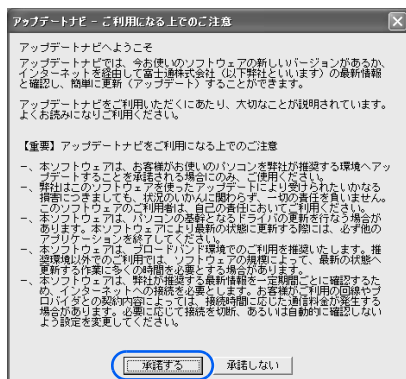 アップデートナビ - ご利用になる上でのご注意
アップデートナビへようこそ
アップデートナビでは、今お使いのソフトウェアの新しいバージョンがあるか、
インターネットを経由して富士通株式会社（以下弊社といいます）の最新情報
と確認し、簡単に更新（アップデート）することができます。
アップデートナビをご利用いただくにあたり、大切なことが説明されています。
よくお読みになりご利用ください。
【重要】アップデートナビをご利用になる上でのご注意
－、本ソフトウェアは、お客様がお使いのパソコンを弊社が推奨する環境へアッ
プデートすることを承諾される場合にのみ、ご使用ください。
－、弊社はこのソフトウェアを使ったアップデートにより受けられたいかなる
損害につきましても、状況のいかんに関わらず、一切の責任を負いません。
このソフトウェアのご利用者は、自己の責任においてご利用ください。
－、本ソフトウェアは、パソコンの基幹となるドライバの更新を行なう場合が
あります。本ソフトウェアにより最新の状態に更新する際には、必ず他の
アプリケーションを終了してください。
－、本ソフトウェアは、ブロードバンド環境でのご利用を推奨いたします。推
奨環境以外でのご利用では、ソフトウェアの規模によって、最新の状態へ
更新する作業に多くの時間を必要とする場合があります。
－、本ソフトウェアは、弊社が推奨する最新情報を一定期間ごとに確認するた
め、インターネットへの接続を必要とします。お客様がご利用の回線やプ
ロバイダとの契約内容によっては、接続時間に応じた通信料金が発生する
場合があります。必要に応じて接続を切断、あるいは自動的に確認しない
よう設定を変更してください。
承諾する 承諾しない